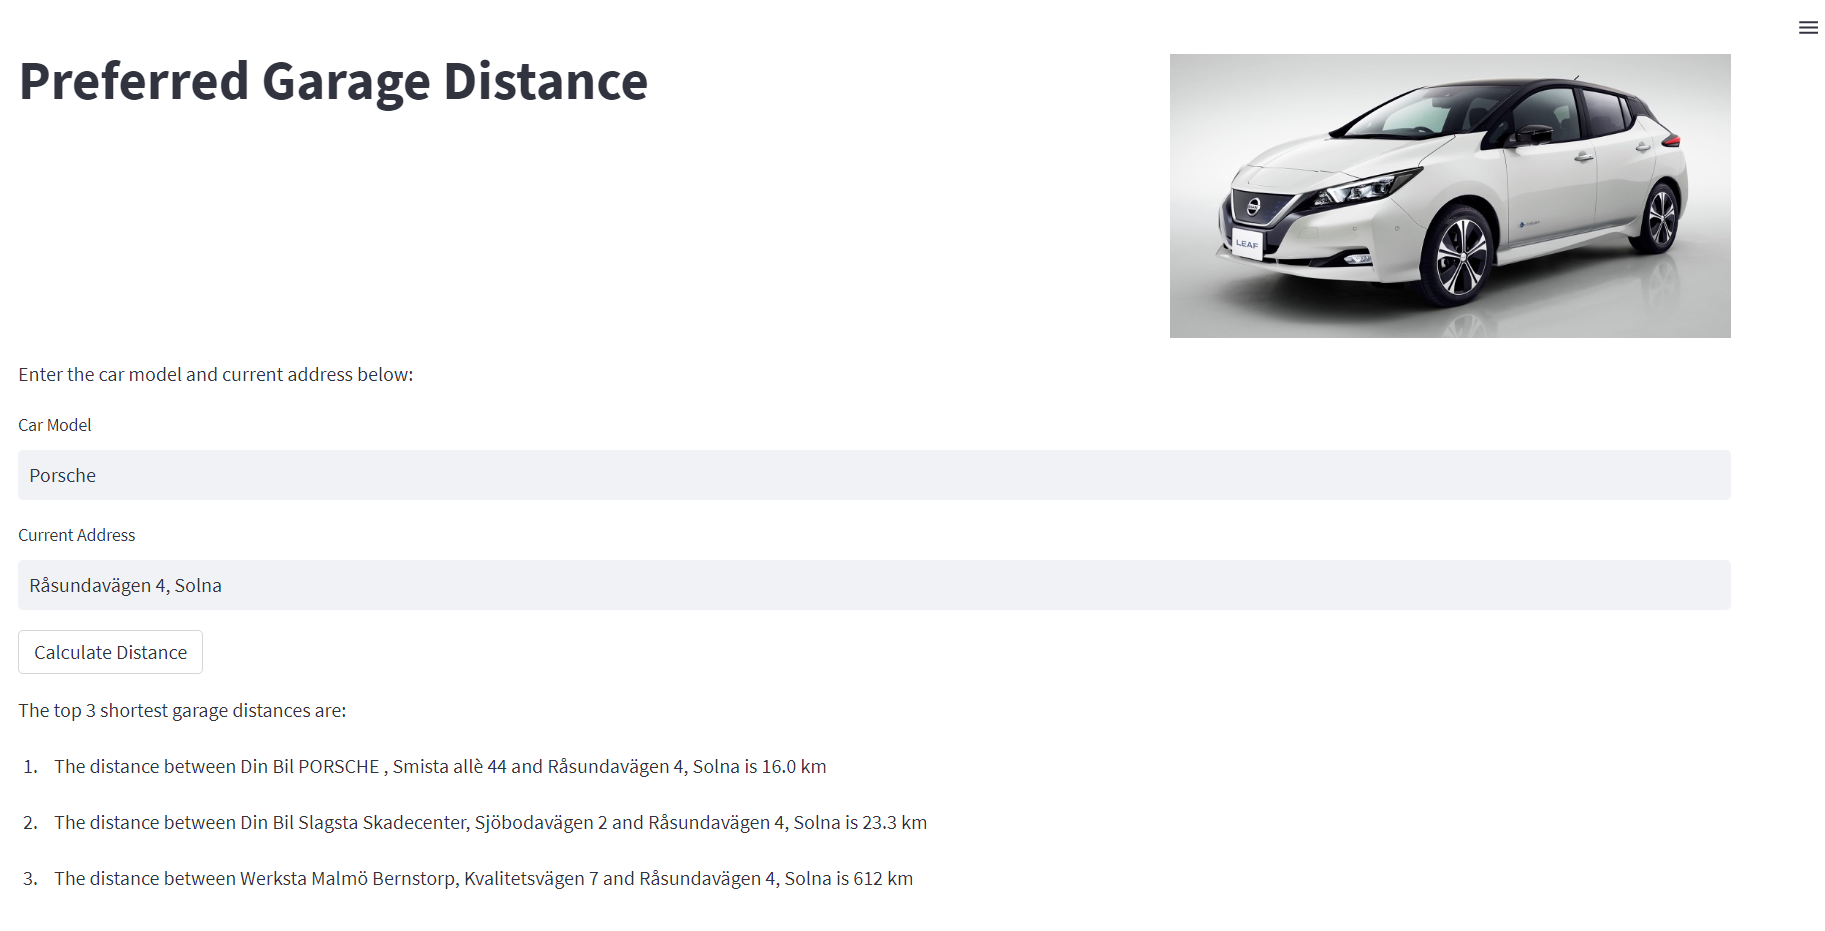 Preferred Garage Distance
LEAF
Enter the car model and current address below:
Car Model
Porsche
Current Address
Råsundavägen 4, Solna
Calculate Distance
The top 3 shortest garage distances are:
1. The distance between Din Bil PORSCHE , Smista allè 44 and Råsundavägen 4, Solna is 16.0 km
2. The distance between Din Bil Slagsta Skadecenter, Sjöbodavägen 2 and Råsundavägen 4, Solna is 23.3 km
3. The distance between Werksta Malmö Bernstorp, Kvalitetsvägen 7 and Råsundavägen 4, Solna is 612 km